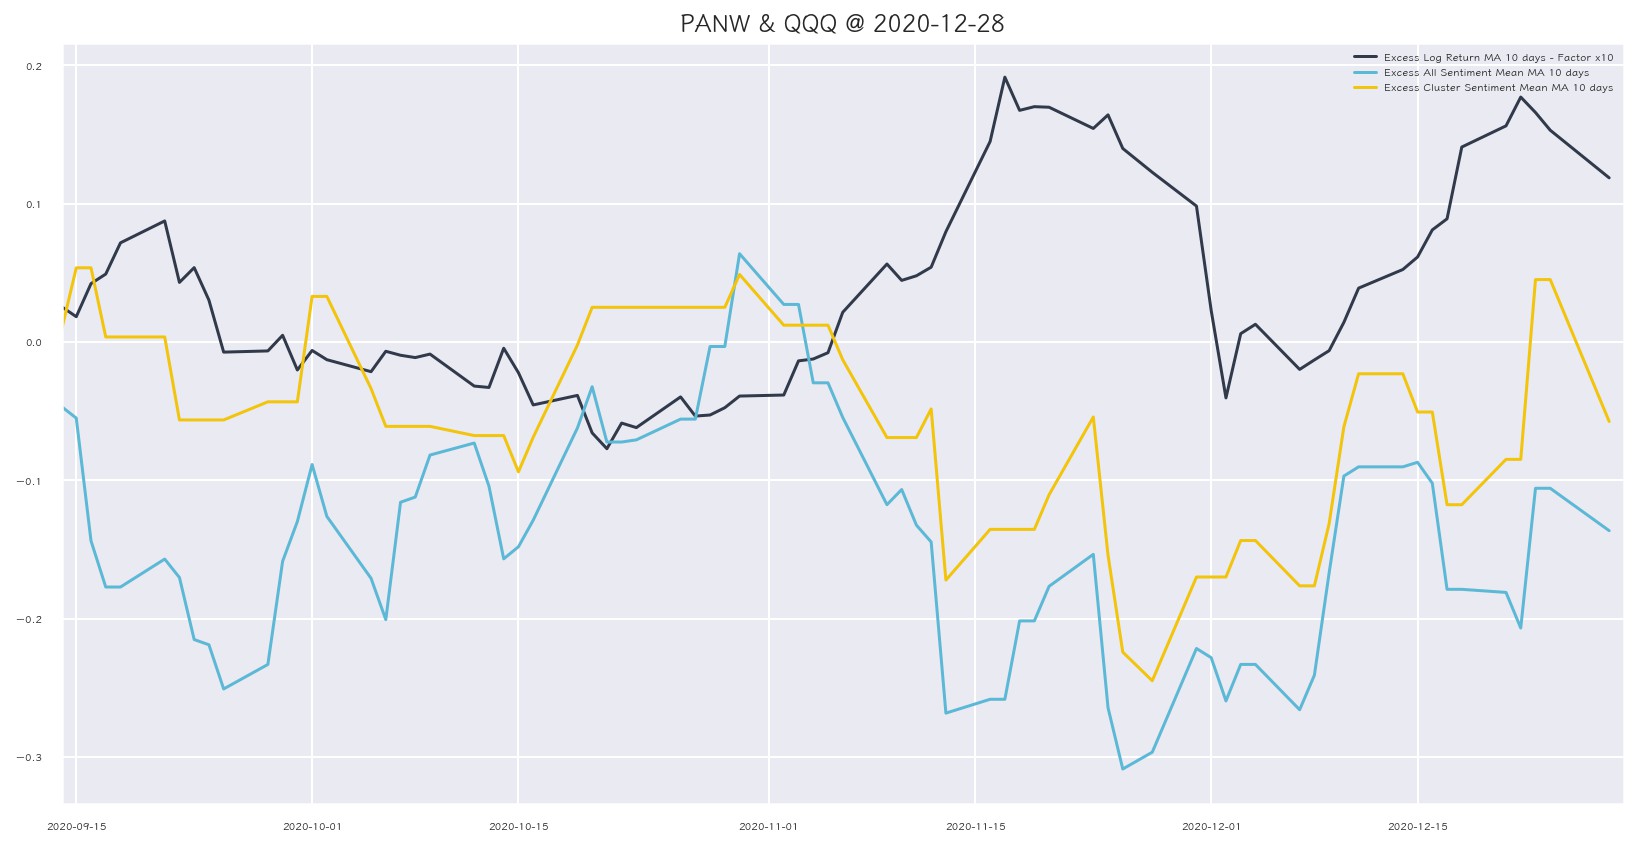 PANW & QQQ @ 2020-12-28
Excess Log Return MA 10 days - Factor x10
Excess All Sentiment Mean MA 10 days
Excess Cluster Sentiment Mean MA 10 days
0.2
0.1
0.0
−0.1
−0.2
−0.3
2020-09-15 2020-10-01 2020-10-15 2020-11-01 2020-11-15 2020-12-01 2020-12-15